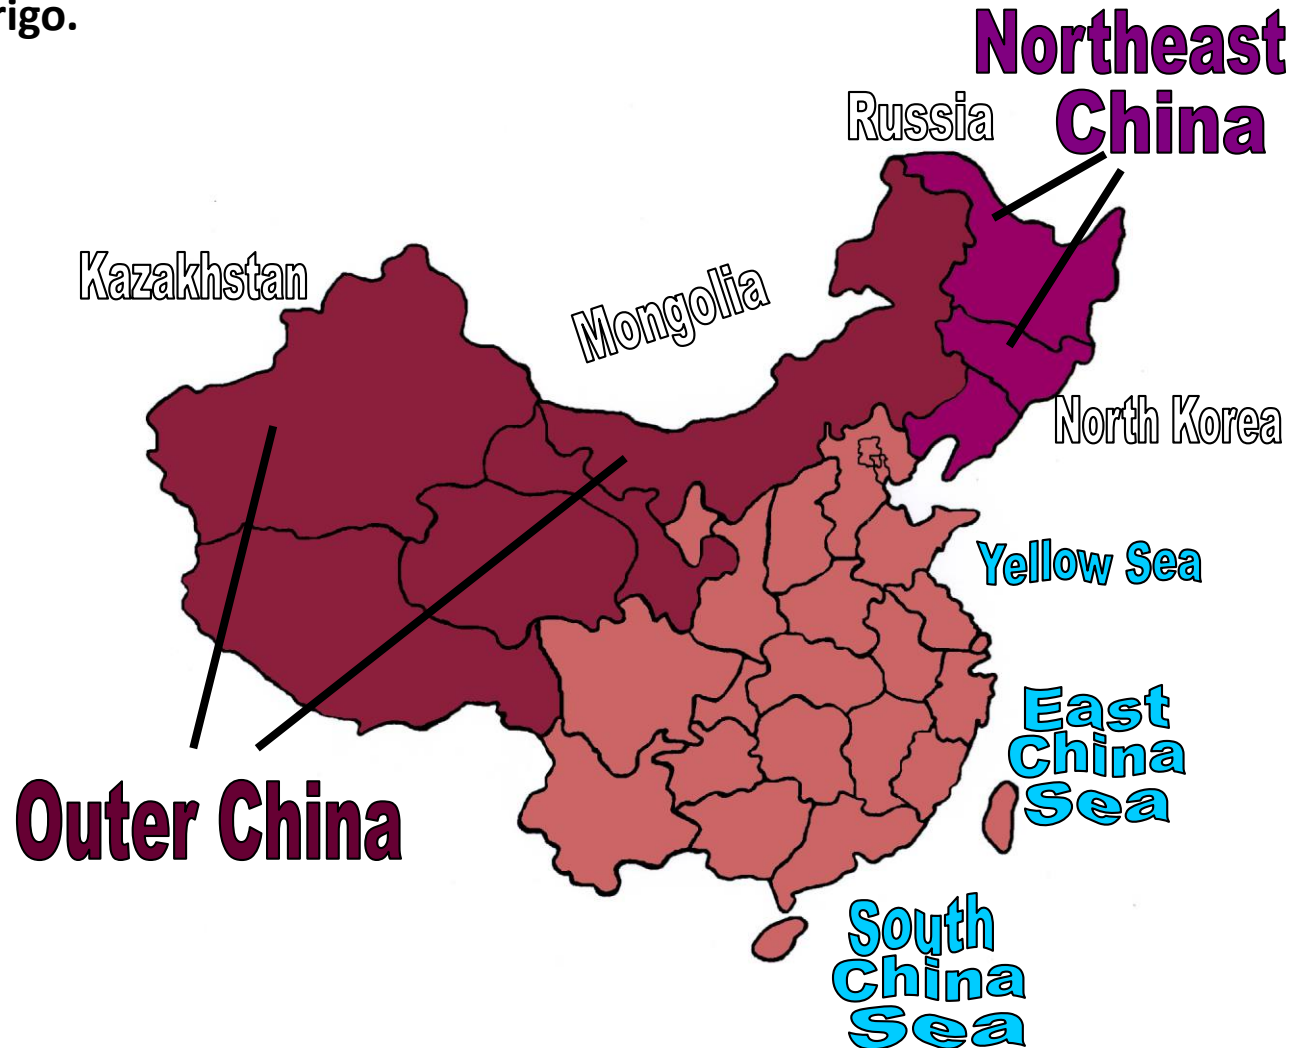 rigo.
Northeast
China
Russia
Kazakhstan
Mongolia
North Korea
Yellow Sea
East
China
Sea
Outer China
South
China
Sea